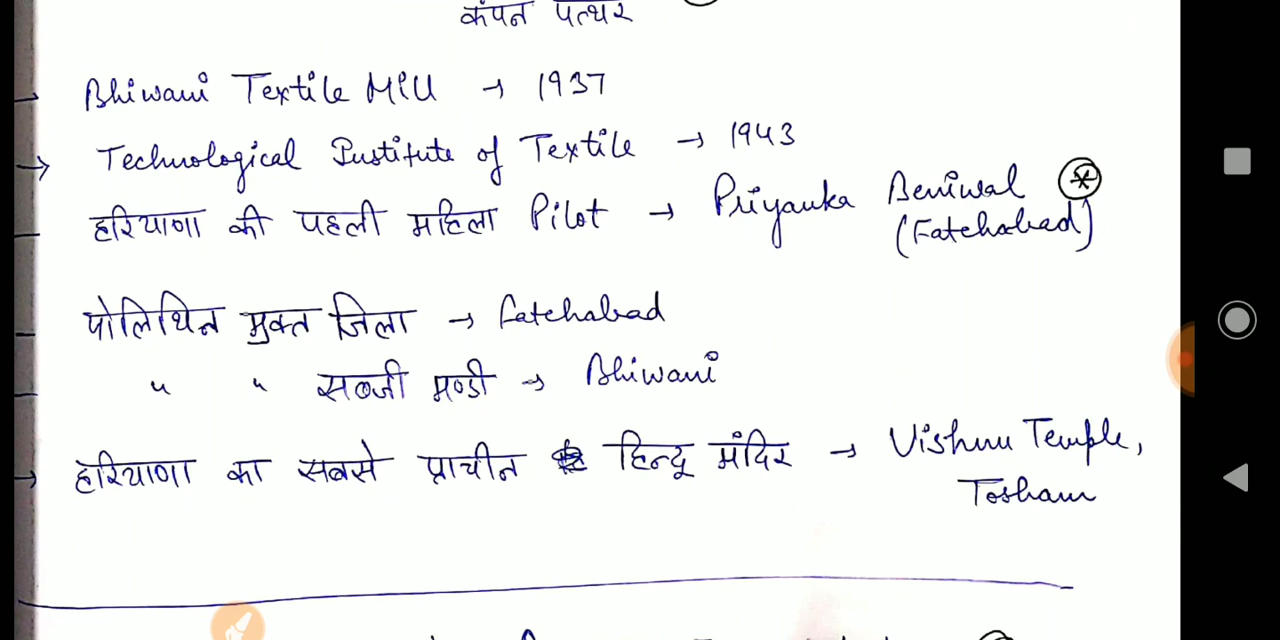 कंपन पत्थर
Bhiwani Textile Mill → 1937
→ Technological Institute of Textile → 1943
हरियाणा की पहली महिला Pilot → Priyanka Beniwal
(Fatehabad)
पोलिथिन मुक्त जिला → Fatehabad
" " सब्जी मण्डी → Bhiwani
→ हरियाणा का सबसे प्राचीन हिन्दू मंदिर → Vishnu Temple,
Tosham